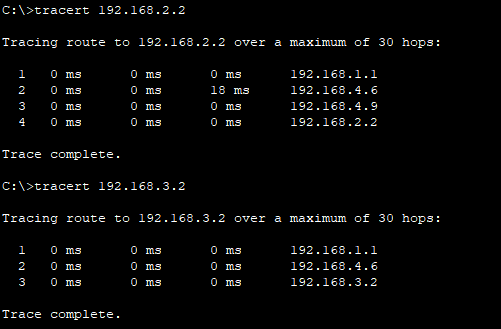 C:\>tracert 192.168.2.2
Tracing route to 192.168.2.2 over a maximum of 30 hops:
1 0 ms 0 ms 0 ms 192.168.1.1
2 0 ms 0 ms 18 ms 192.168.4.6
3 0 ms 0 ms 0 ms 192.168.4.9
4 0 ms 0 ms 0 ms 192.168.2.2
Trace complete.
C:\>tracert 192.168.3.2
Tracing route to 192.168.3.2 over a maximum of 30 hops:
1 0 ms 0 ms 0 ms 192.168.1.1
2 0 ms 0 ms 0 ms 192.168.4.6
3 0 ms 0 ms 0 ms 192.168.3.2
Trace complete.